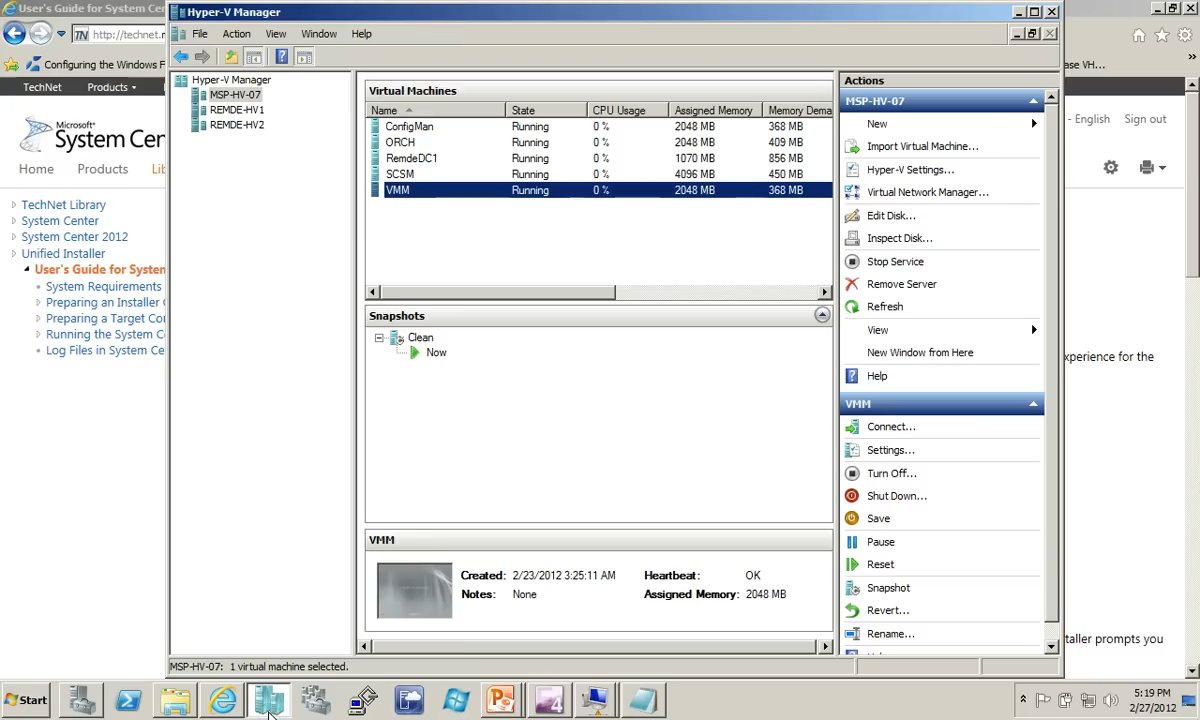 User's Guide for System Cen
Hyper-V Manager
http://technet.m
File Action View Window Help
Configuring the Windows F
ase VH...
TechNet Products
Microsoft
System Cen
English Sign out
Home Products Lib
TechNet Library
System Center
System Center 2012
Unified Installer
User's Guide for System
System Requirements
Preparing an Installer C
Preparing a Target Com
Running the System C
Log Files in System Ce
Hyper-V Manager
MSP-HV-07
REMDE-HV1
REMDE-HV2
Virtual Machines
Name State CPU Usage Assigned Memory Memory Dema
ConfigMan Running 0 % 2048 MB 368 MB
ORCH Running 0 % 2048 MB 409 MB
RemdeDC1 Running 0 % 1070 MB 856 MB
SCSM Running 0 % 4096 MB 450 MB
VMM Running 0 % 2048 MB 368 MB
Snapshots
Clean
Now
VMM
Created: 2/23/2012 3:25:11 AM Heartbeat: OK
Notes: None Assigned Memory: 2048 MB
Actions
MSP-HV-07
New
Import Virtual Machine...
Hyper-V Settings...
Virtual Network Manager...
Edit Disk...
Inspect Disk...
Stop Service
Remove Server
Refresh
View
New Window from Here
Help
VMM
Connect...
Settings...
Turn Off...
Shut Down...
Save
Pause
Reset
Snapshot
Revert...
Rename...
xperience for the
taller prompts you
MSP-HV-07: 1 virtual machine selected.
Start
5:19 PM
2/27/2012